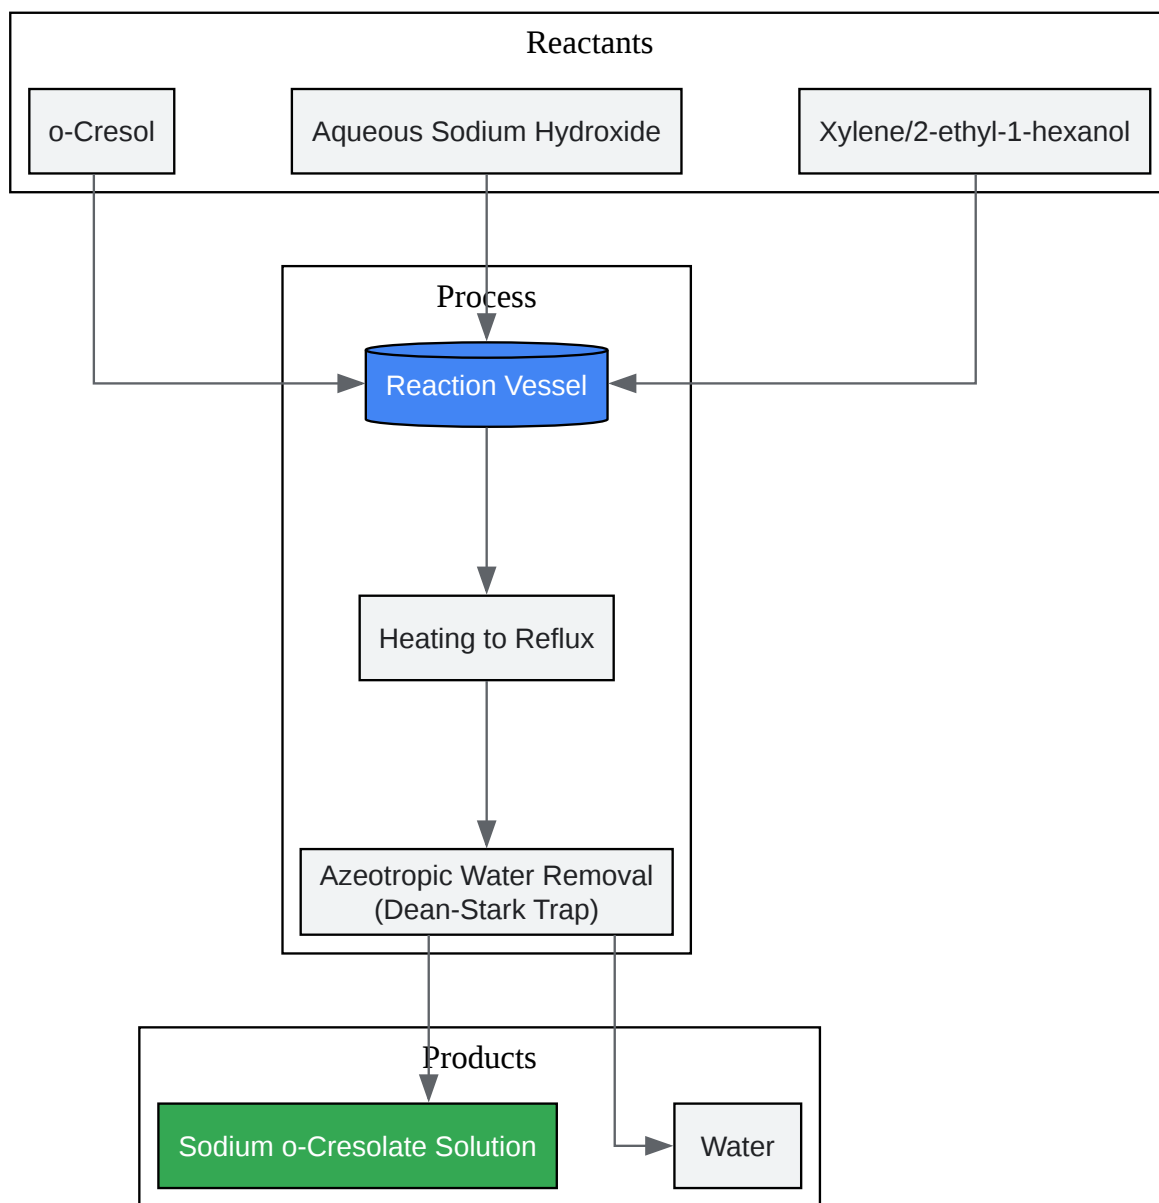 Reactants
o-Cresol
Aqueous Sodium Hydroxide
Xylene/2-ethyl-1-hexanol
Process
Reaction Vessel
Heating to Reflux
Azeotropic Water Removal
(Dean-Stark Trap)
Products
Sodium o-Cresolate Solution
Water